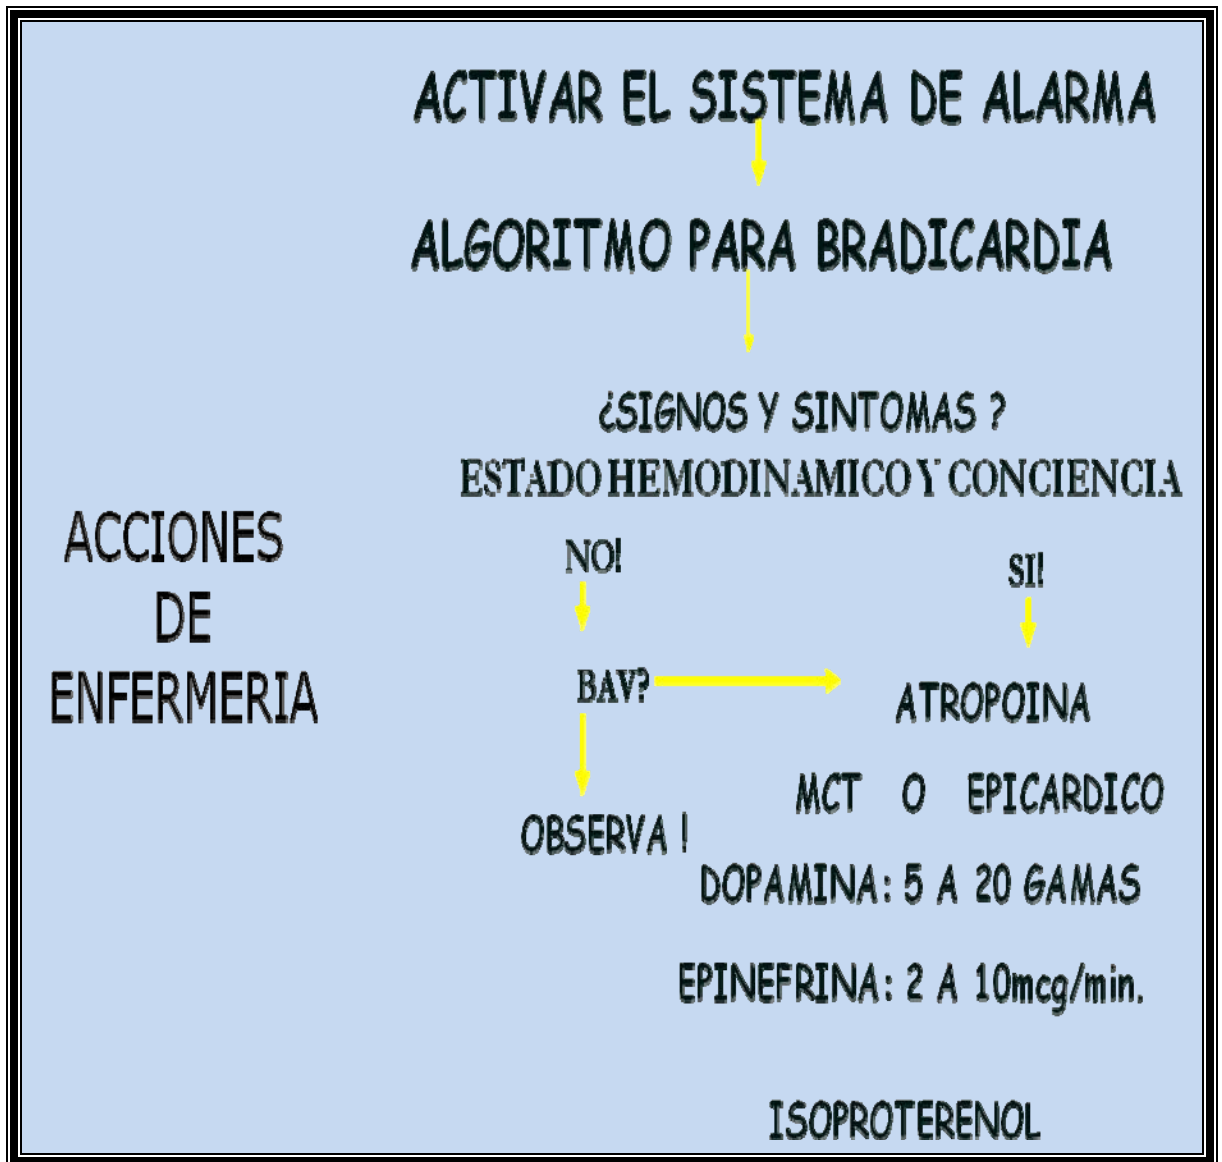 ACTIVAR EL SISTEMA DE ALARMA
ALGORITMO PARA BRADICARDIA
¿SIGNOS Y SINTOMAS ?
ESTADO HEMODINAMICO Y CONCIENCIA
ACCIONES
DE
ENFERMERIA
NO!
SI!
BAV?
ATROPOINA
OBSERVA !
MCT O EPICARDICO
DOPAMINA: 5 A 20 GAMAS
EPINEFRINA: 2 A 10mcg/min.
ISOPROTERENOL